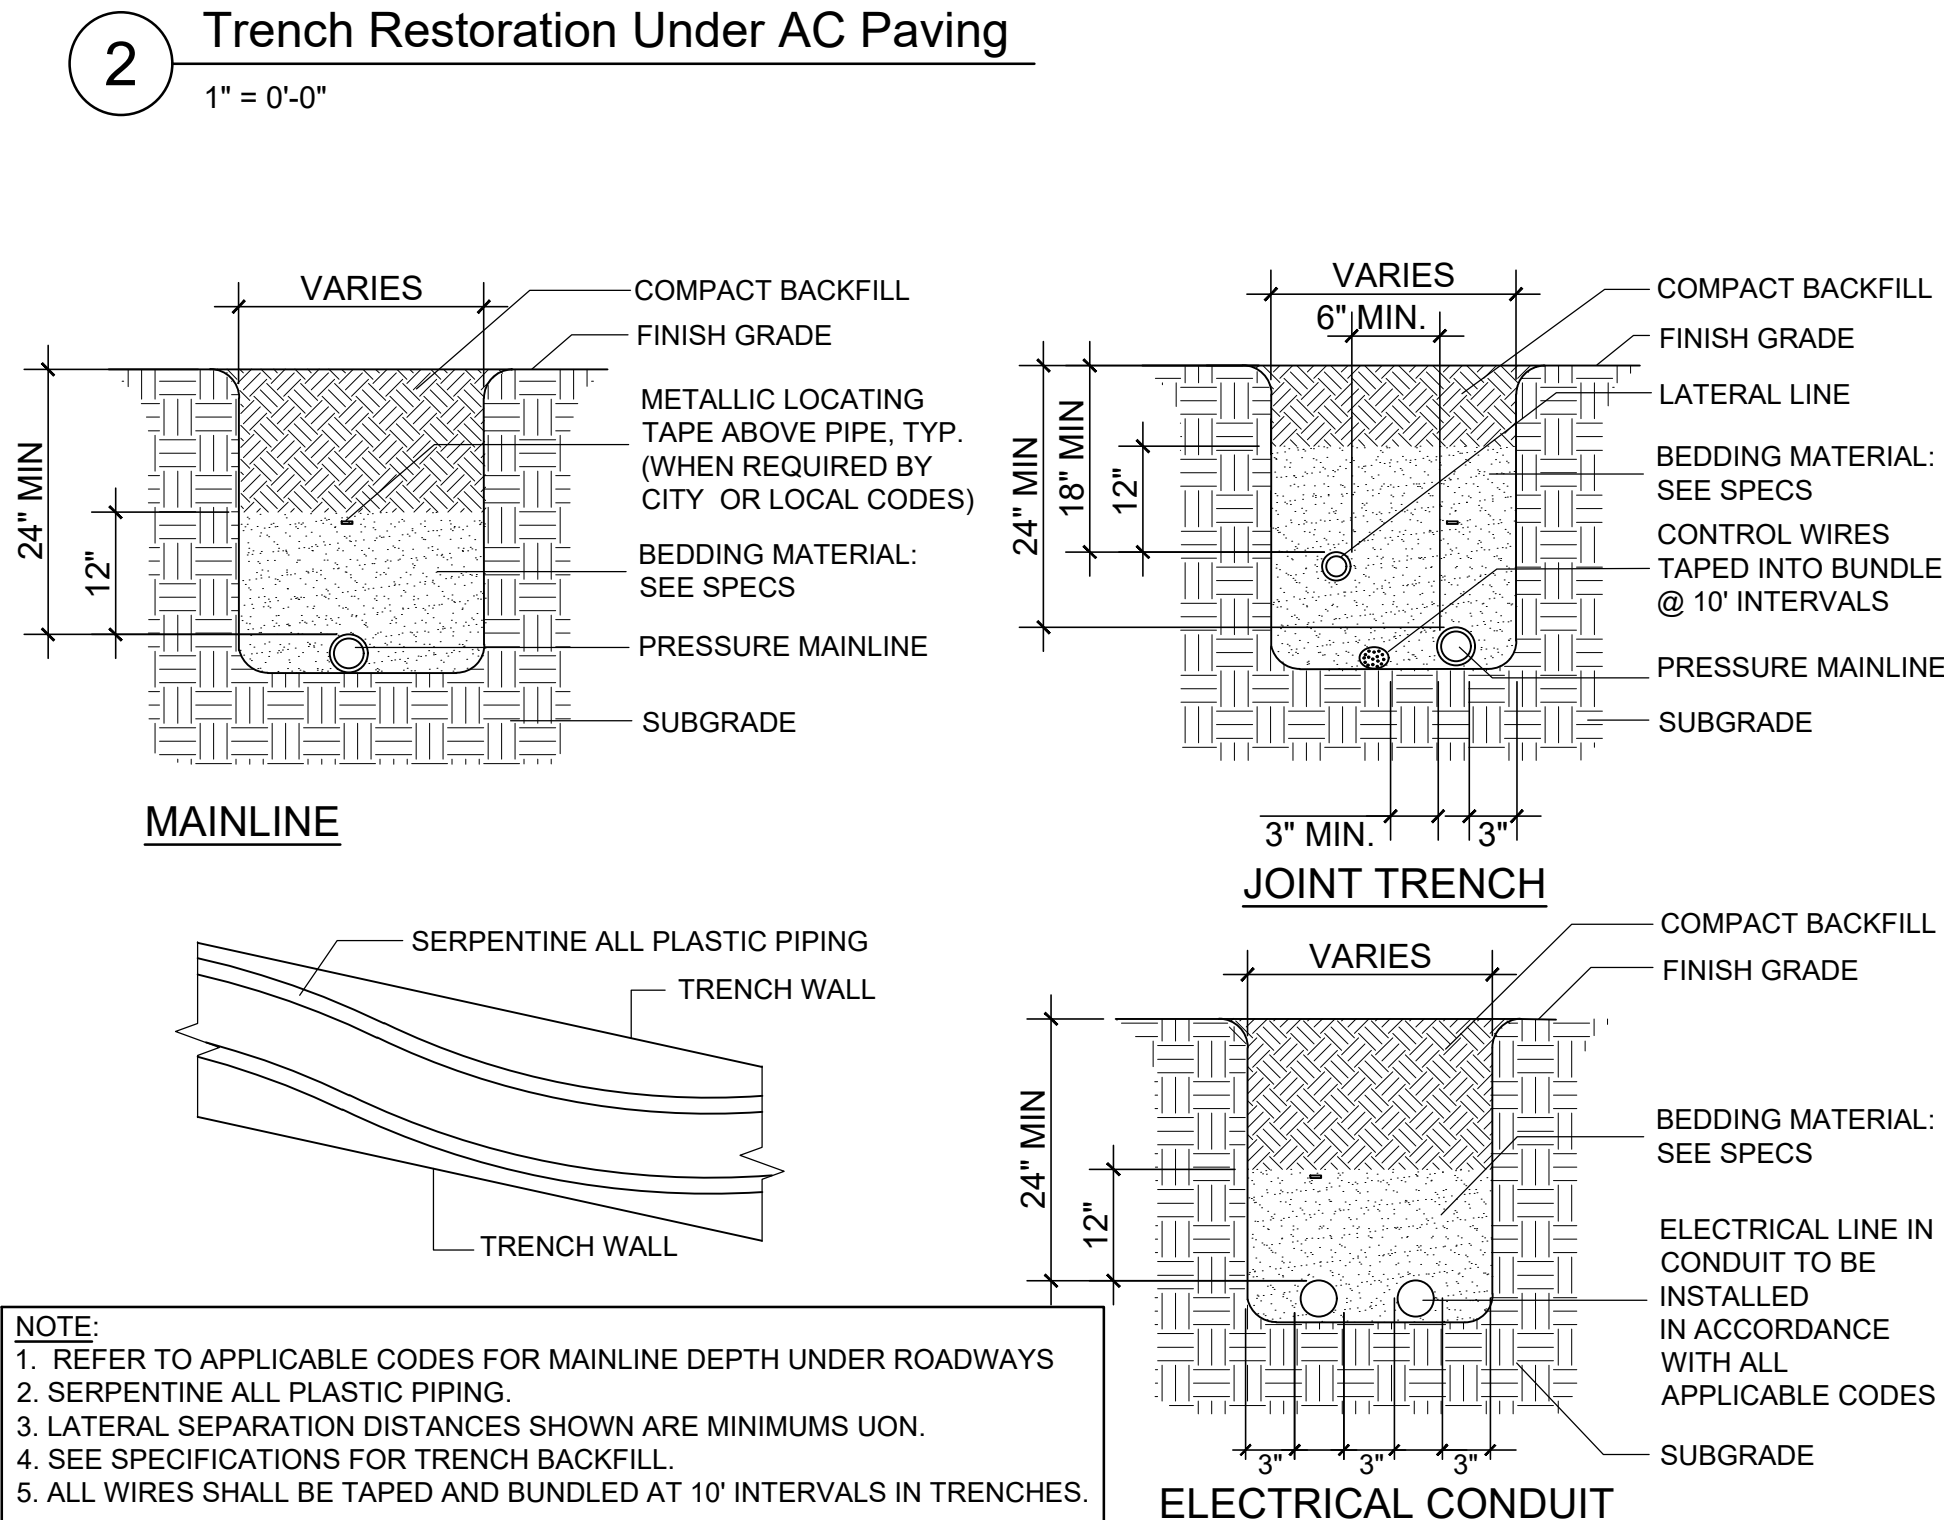 2
Trench Restoration Under AC Paving
1" = 0'-0"
VARIES
COMPACT BACKFILL
FINISH GRADE
METALLIC LOCATING
TAPE ABOVE PIPE, TYP.
(WHEN REQUIRED BY
CITY OR LOCAL CODES)
24" MIN
12"
BEDDING MATERIAL:
SEE SPECS
PRESSURE MAINLINE
SUBGRADE
MAINLINE
VARIES
6" MIN.
COMPACT BACKFILL
FINISH GRADE
LATERAL LINE
24" MIN
18" MIN
12"
BEDDING MATERIAL:
SEE SPECS
CONTROL WIRES
TAPED INTO BUNDLE
@ 10' INTERVALS
PRESSURE MAINLINE
SUBGRADE
3" MIN.
3"
JOINT TRENCH
SERPENTINE ALL PLASTIC PIPING
TRENCH WALL
TRENCH WALL
VARIES
COMPACT BACKFILL
FINISH GRADE
24" MIN
12"
BEDDING MATERIAL:
SEE SPECS
ELECTRICAL LINE IN
CONDUIT TO BE
INSTALLED
IN ACCORDANCE
WITH ALL
APPLICABLE CODES
SUBGRADE
3"
3"
3"
ELECTRICAL CONDUIT
NOTE:
1. REFER TO APPLICABLE CODES FOR MAINLINE DEPTH UNDER ROADWAYS
2. SERPENTINE ALL PLASTIC PIPING.
3. LATERAL SEPARATION DISTANCES SHOWN ARE MINIMUMS UON.
4. SEE SPECIFICATIONS FOR TRENCH BACKFILL.
5. ALL WIRES SHALL BE TAPED AND BUNDLED AT 10' INTERVALS IN TRENCHES.